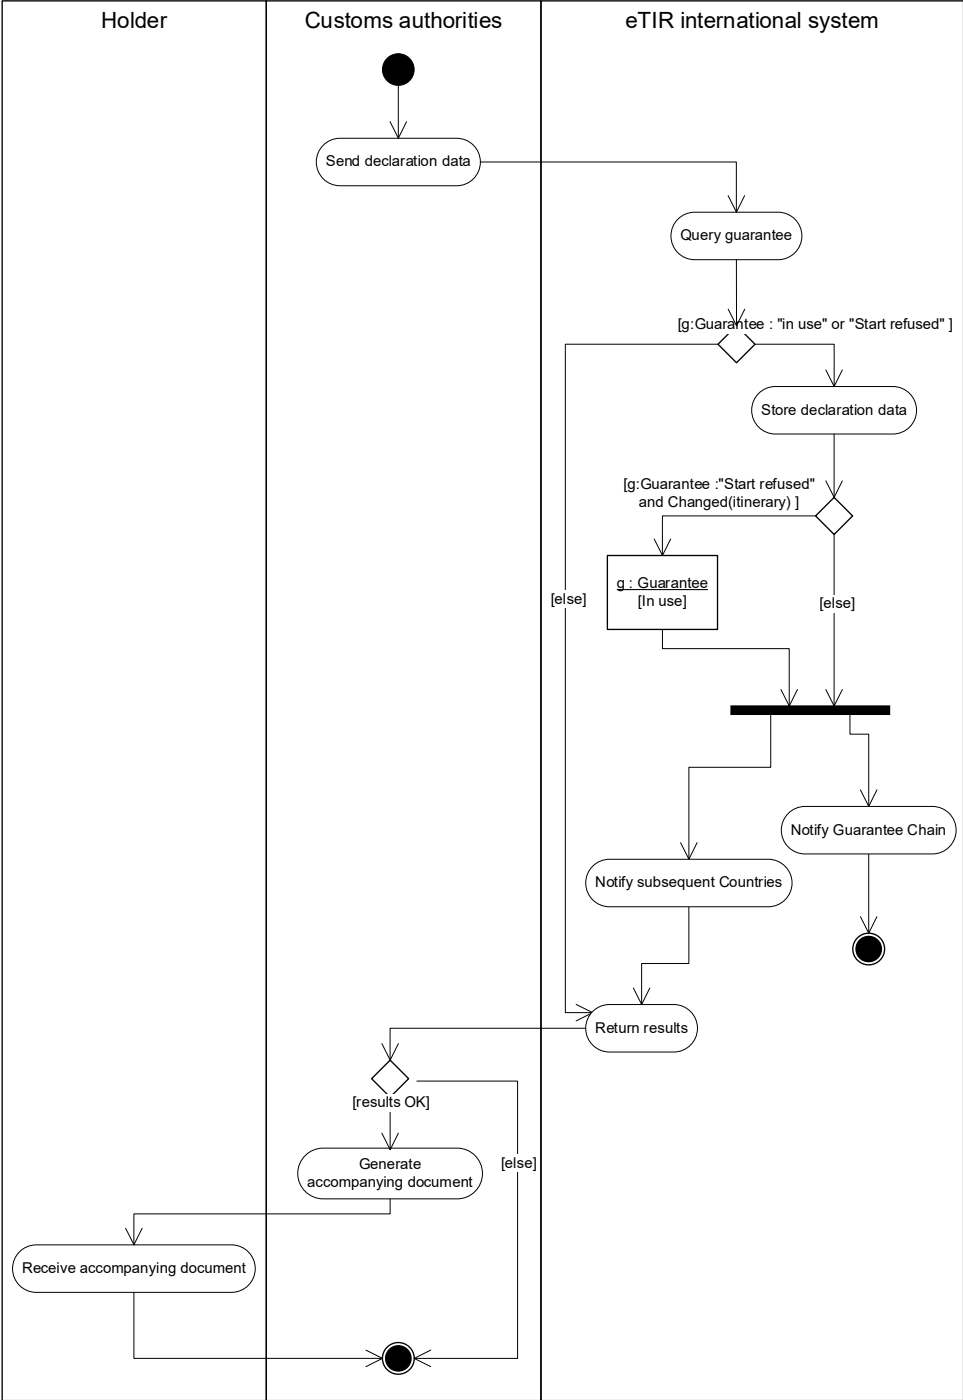 Holder
Customs authorities
eTIR international system
Send declaration data
Query guarantee
[g:Guarantee : "in use" or "Start refused" ]
Store declaration data
[g:Guarantee :"Start refused"
and Changed(itinerary) ]
g : Guarantee
[In use]
[else]
[else]
Notify Guarantee Chain
Notify subsequent Countries
Return results
[results OK]
Generate
accompanying document
[else]
Receive accompanying document